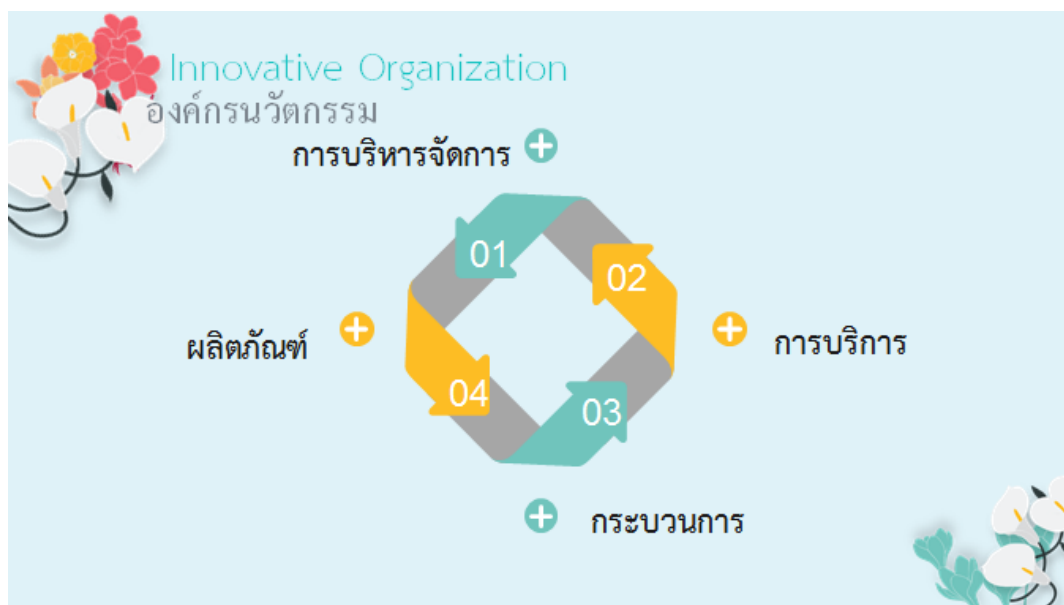 Innovative Organization
องค์กรนวัตกรรม
การบริหารจัดการ
01
02
ผลิตภัณฑ์
การบริการ
04
03
กระบวนการ